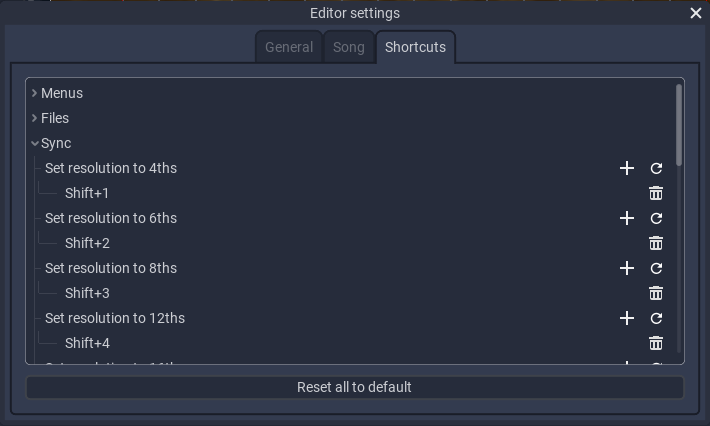 Editor settings
General Song Shortcuts
Menus
Files
Sync
Set resolution to 4ths
Shift+1
Set resolution to 6ths
Shift+2
Set resolution to 8ths
Shift+3
Set resolution to 12ths
Shift+4
Reset all to default